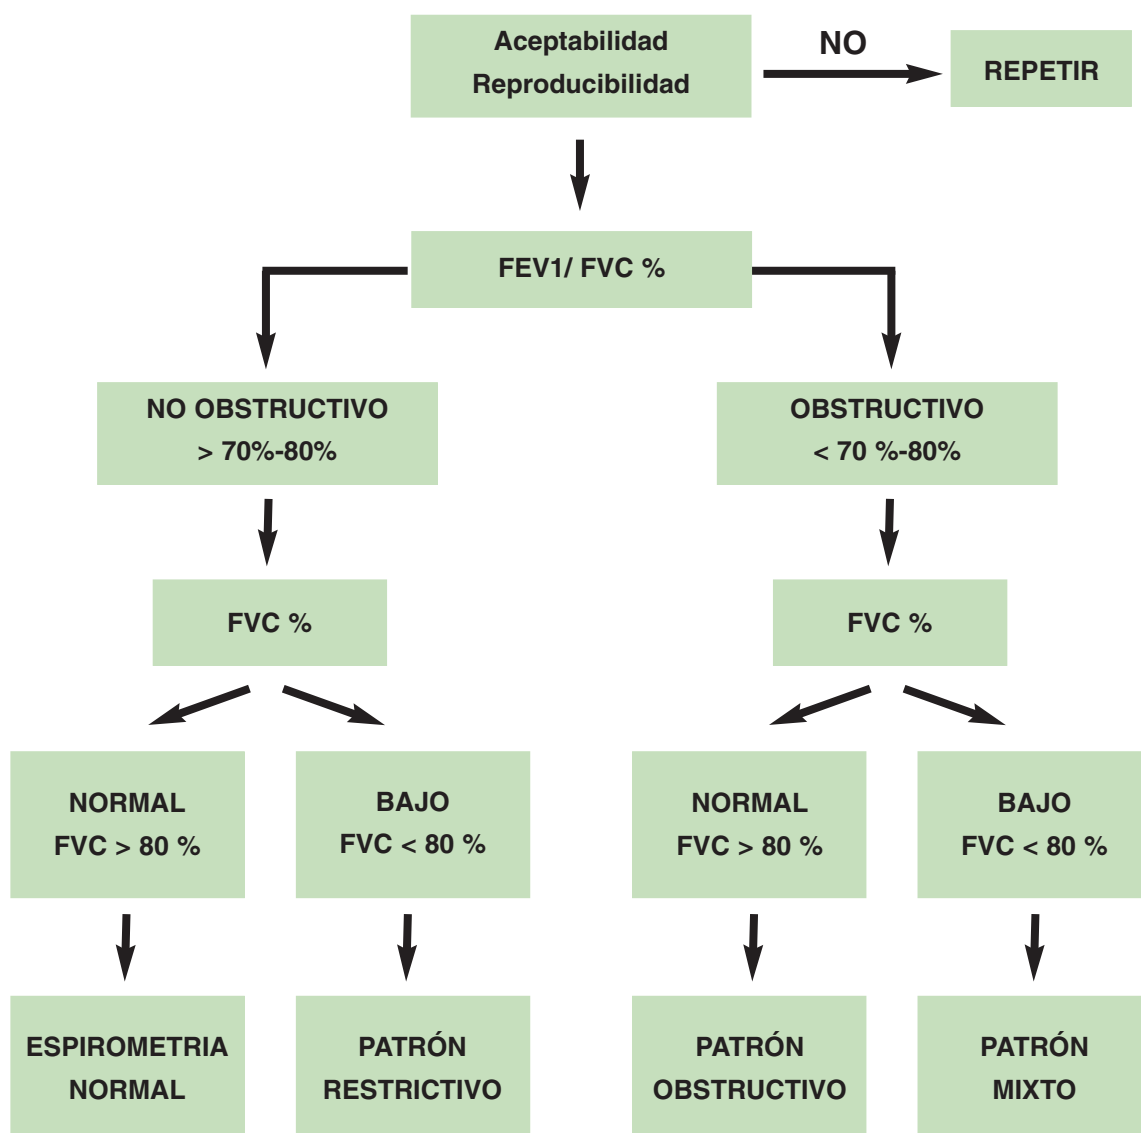 Aceptabilidad
Reproducibilidad
NO
REPETIR
FEV1/ FVC %
NO OBSTRUCTIVO
> 70%-80%
OBSTRUCTIVO
< 70 %-80%
FVC %
FVC %
NORMAL
FVC > 80 %
BAJO
FVC < 80 %
NORMAL
FVC > 80 %
BAJO
FVC < 80 %
ESPIROMETRIA
NORMAL
PATRÓN
RESTRICTIVO
PATRÓN
OBSTRUCTIVO
PATRÓN
MIXTO